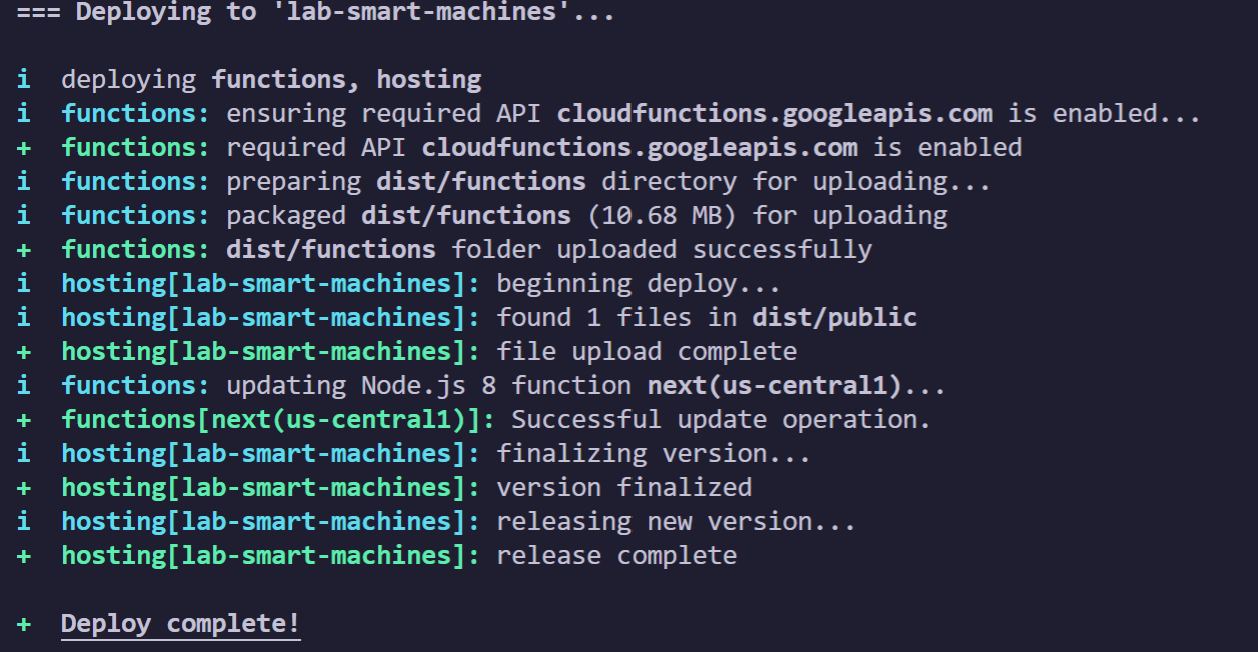 === Deploying to 'lab-smart-machines'...
i deploying functions, hosting
i functions: ensuring required API cloudfunctions.googleapis.com is enabled...
+ functions: required API cloudfunctions.googleapis.com is enabled
i functions: preparing dist/functions directory for uploading...
i functions: packaged dist/functions (10.68 MB) for uploading
+ functions: dist/functions folder uploaded successfully
i hosting[lab-smart-machines]: beginning deploy...
i hosting[lab-smart-machines]: found 1 files in dist/public
+ hosting[lab-smart-machines]: file upload complete
i functions: updating Node.js 8 function next(us-central1)...
+ functions[next(us-central1)]: Successful update operation.
i hosting[lab-smart-machines]: finalizing version...
+ hosting[lab-smart-machines]: version finalized
i hosting[lab-smart-machines]: releasing new version...
+ hosting[lab-smart-machines]: release complete
+ Deploy complete!